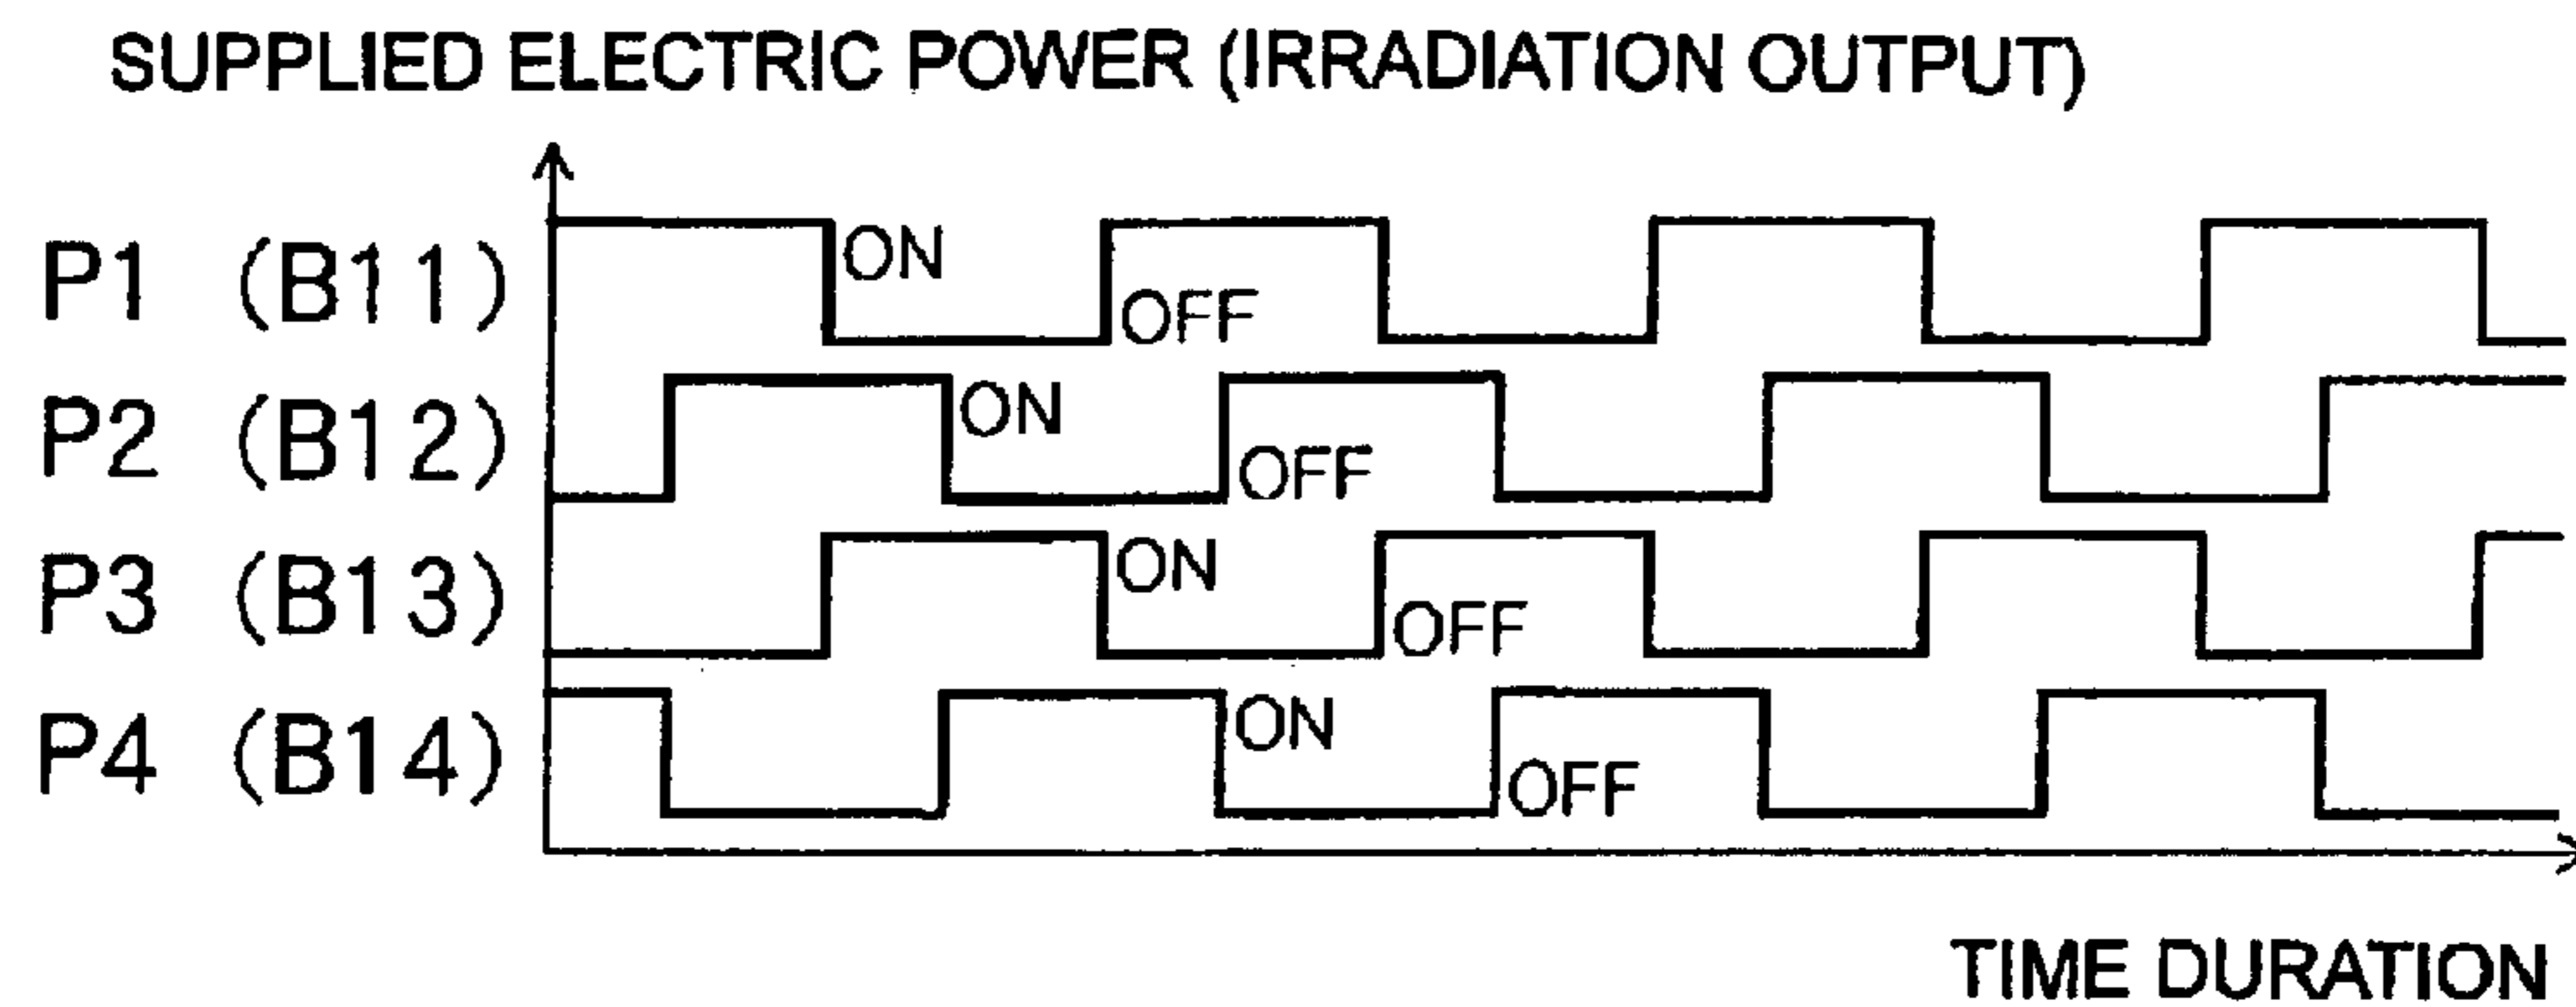 SUPPLIED ELECTRIC POWER (IRRADIATION OUTPUT)
P1 (B11)
ON
OFF
P2 (B12)
ON
OFF
P3 (B13)
ON
OFF
P4 (B14)
ON
OFF
TIME DURATION